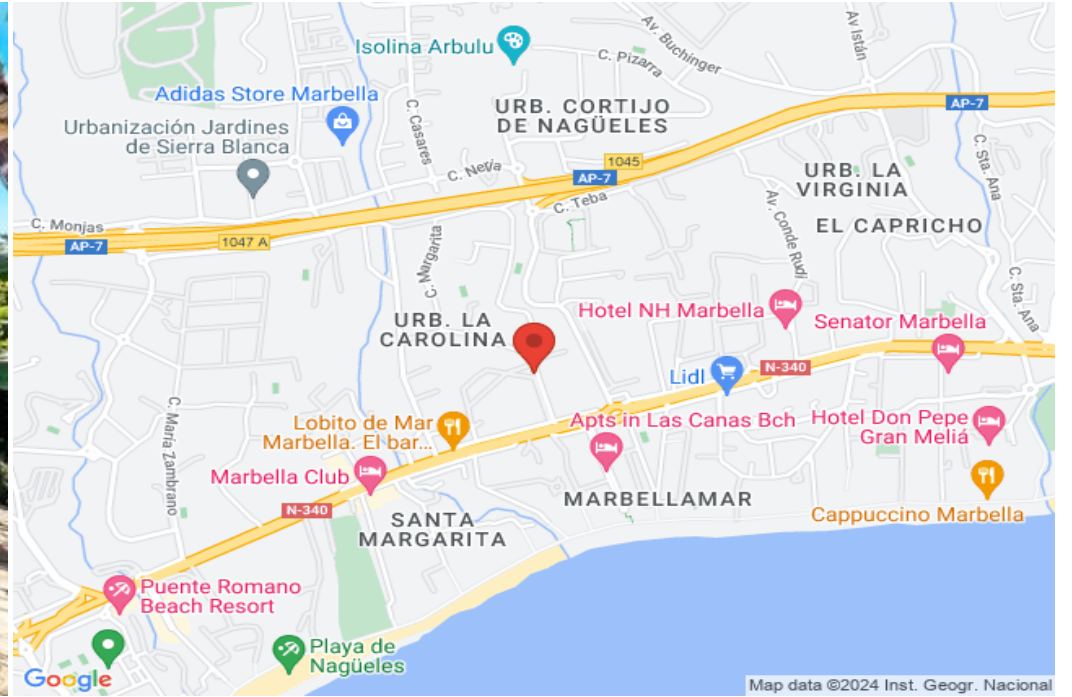 Isolina Arbulu
Av. Buchinger
C. Pizarra
Av Istán
Adidas Store Marbella
URB. CORTIJO
DE NAGÜELES
AP-7
Urbanización Jardines
de Sierra Blanca
C. Casares
C. Nevía
1045
AP-7
C. Teba
URB. LA
VIRGINIA
C. Sta. Ana
EL CAPRICHO
C. Monjas
AP-7
1047 A
C. Margarita
Av. Conde Rudi
C. Sta. Ana
URB. LA
CAROLINA
Hotel NH Marbella
Senator Marbella
Lidl
N-340
C. María Zambrano
Lobito de Mar
Marbella. El bar...
Apts in Las Canas Bch
Hotel Don Pepe
Gran Meliá
Marbella Club
N-340
SANTA
MARGARITA
MARBELLAMAR
Cappuccino Marbella
Puente Romano
Beach Resort
Playa de
Nagüeles
Google
Map data ©2024 Inst. Geogr. Nacional